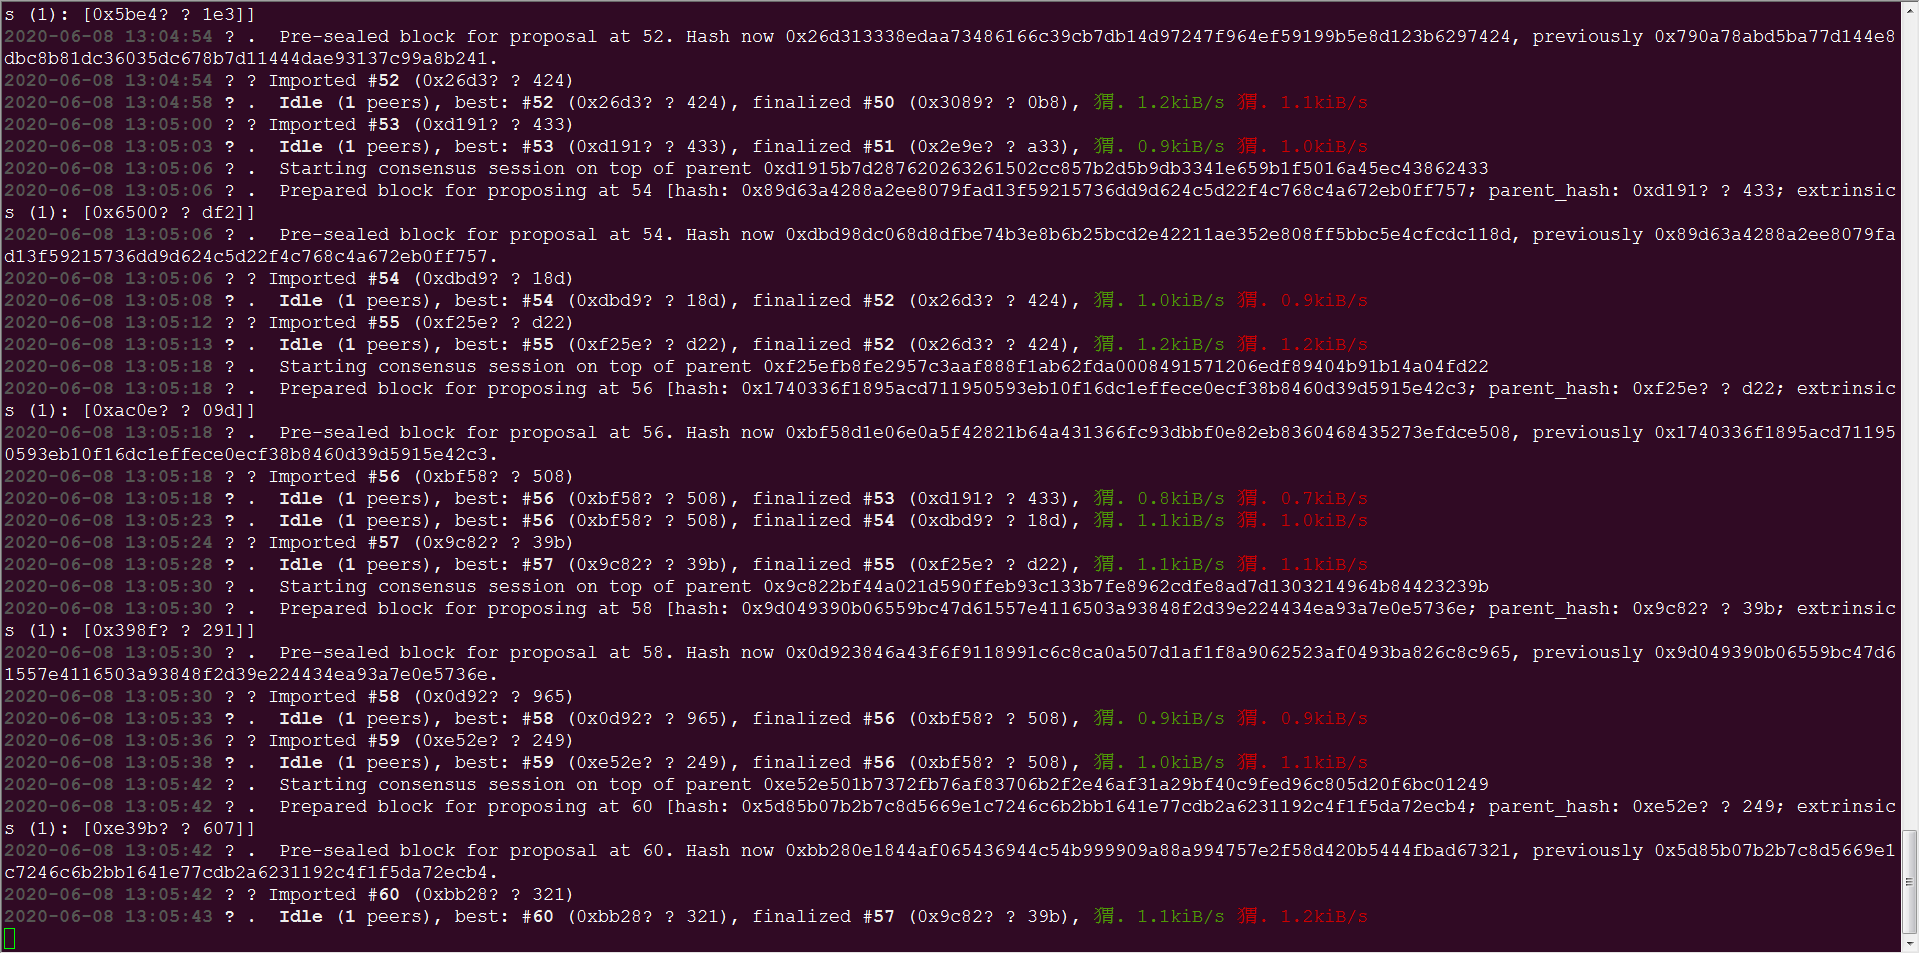 s (1): [0x5be4? ? 1e3]]
2020-06-08 13:04:54 ? .  Pre-sealed block for proposal at 52. Hash now 0x26d313338edaa73486166c39cb7db14d97247f964ef59199b5e8d123b6297424, previously 0x790a78abd5ba77d144e8
dbc8b81dc36035dc678b7d11444dae93137c99a8b241.
2020-06-08 13:04:54 ? ? Imported #52 (0x26d3? ? 424)
2020-06-08 13:04:58 ? .  Idle (1 peers), best: #52 (0x26d3? ? 424), finalized #50 (0x3089? ? 0b8), 猬. 1.2kiB/s 猬. 1.1kiB/s
2020-06-08 13:05:00 ? ? Imported #53 (0xd191? ? 433)
2020-06-08 13:05:03 ? .  Idle (1 peers), best: #53 (0xd191? ? 433), finalized #51 (0x2e9e? ? a33), 猬. 0.9kiB/s 猬. 1.0kiB/s
2020-06-08 13:05:06 ? .  Starting consensus session on top of parent 0xd1915b7d287620263261502cc857b2d5b9db3341e659b1f5016a45ec43862433
2020-06-08 13:05:06 ? .  Prepared block for proposing at 54 [hash: 0x89d63a4288a2ee8079fad13f59215736dd9d624c5d22f4c768c4a672eb0ff757; parent_hash: 0xd191? ? 433; extrinsic
s (1): [0x6500? ? df2]]
2020-06-08 13:05:06 ? .  Pre-sealed block for proposal at 54. Hash now 0xdbd98dc068d8dfbe74b3e8b6b25bcd2e42211ae352e808ff5bbc5e4cfcdc118d, previously 0x89d63a4288a2ee8079fa
d13f59215736dd9d624c5d22f4c768c4a672eb0ff757.
2020-06-08 13:05:06 ? ? Imported #54 (0xdbd9? ? 18d)
2020-06-08 13:05:08 ? .  Idle (1 peers), best: #54 (0xdbd9? ? 18d), finalized #52 (0x26d3? ? 424), 猬. 1.0kiB/s 猬. 0.9kiB/s
2020-06-08 13:05:12 ? ? Imported #55 (0xf25e? ? d22)
2020-06-08 13:05:13 ? .  Idle (1 peers), best: #55 (0xf25e? ? d22), finalized #52 (0x26d3? ? 424), 猬. 1.2kiB/s 猬. 1.2kiB/s
2020-06-08 13:05:18 ? .  Starting consensus session on top of parent 0xf25efb8fe2957c3aaf888f1ab62fda0008491571206edf89404b91b14a04fd22
2020-06-08 13:05:18 ? .  Prepared block for proposing at 56 [hash: 0x1740336f1895acd711950593eb10f16dc1effece0ecf38b8460d39d5915e42c3; parent_hash: 0xf25e? ? d22; extrinsic
s (1): [0xac0e? ? 09d]]
2020-06-08 13:05:18 ? .  Pre-sealed block for proposal at 56. Hash now 0xbf58d1e06e0a5f42821b64a431366fc93dbbf0e82eb8360468435273efdce508, previously 0x1740336f1895acd71195
0593eb10f16dc1effece0ecf38b8460d39d5915e42c3.
2020-06-08 13:05:18 ? ? Imported #56 (0xbf58? ? 508)
2020-06-08 13:05:18 ? .  Idle (1 peers), best: #56 (0xbf58? ? 508), finalized #53 (0xd191? ? 433), 猬. 0.8kiB/s 猬. 0.7kiB/s
2020-06-08 13:05:23 ? .  Idle (1 peers), best: #56 (0xbf58? ? 508), finalized #54 (0xdbd9? ? 18d), 猬. 1.1kiB/s 猬. 1.0kiB/s
2020-06-08 13:05:24 ? ? Imported #57 (0x9c82? ? 39b)
2020-06-08 13:05:28 ? .  Idle (1 peers), best: #57 (0x9c82? ? 39b), finalized #55 (0xf25e? ? d22), 猬. 1.1kiB/s 猬. 1.1kiB/s
2020-06-08 13:05:30 ? .  Starting consensus session on top of parent 0x9c822bf44a021d590ffeb93c133b7fe8962cdfe8ad7d1303214964b84423239b
2020-06-08 13:05:30 ? .  Prepared block for proposing at 58 [hash: 0x9d049390b06559bc47d61557e4116503a93848f2d39e224434ea93a7e0e5736e; parent_hash: 0x9c82? ? 39b; extrinsic
s (1): [0x398f? ? 291]]
2020-06-08 13:05:30 ? .  Pre-sealed block for proposal at 58. Hash now 0x0d923846a43f6f9118991c6c8ca0a507d1af1f8a9062523af0493ba826c8c965, previously 0x9d049390b06559bc47d6
1557e4116503a93848f2d39e224434ea93a7e0e5736e.
2020-06-08 13:05:30 ? ? Imported #58 (0x0d92? ? 965)
2020-06-08 13:05:33 ? .  Idle (1 peers), best: #58 (0x0d92? ? 965), finalized #56 (0xbf58? ? 508), 猬. 0.9kiB/s 猬. 0.9kiB/s
2020-06-08 13:05:36 ? ? Imported #59 (0xe52e? ? 249)
2020-06-08 13:05:38 ? .  Idle (1 peers), best: #59 (0xe52e? ? 249), finalized #56 (0xbf58? ? 508), 猬. 1.0kiB/s 猬. 1.1kiB/s
2020-06-08 13:05:42 ? .  Starting consensus session on top of parent 0xe52e501b7372fb76af83706b2f2e46af31a29bf40c9fed96c805d20f6bc01249
2020-06-08 13:05:42 ? .  Prepared block for proposing at 60 [hash: 0x5d85b07b2b7c8d5669e1c7246c6b2bb1641e77cdb2a6231192c4f1f5da72ecb4; parent_hash: 0xe52e? ? 249; extrinsic
s (1): [0xe39b? ? 607]]
2020-06-08 13:05:42 ? .  Pre-sealed block for proposal at 60. Hash now 0xbb280e1844af065436944c54b999909a88a994757e2f58d420b5444fbad67321, previously 0x5d85b07b2b7c8d5669e1
c7246c6b2bb1641e77cdb2a6231192c4f1f5da72ecb4.
2020-06-08 13:05:42 ? ? Imported #60 (0xbb28? ? 321)
2020-06-08 13:05:43 ? .  Idle (1 peers), best: #60 (0xbb28? ? 321), finalized #57 (0x9c82? ? 39b), 猬. 1.1kiB/s 猬. 1.2kiB/s